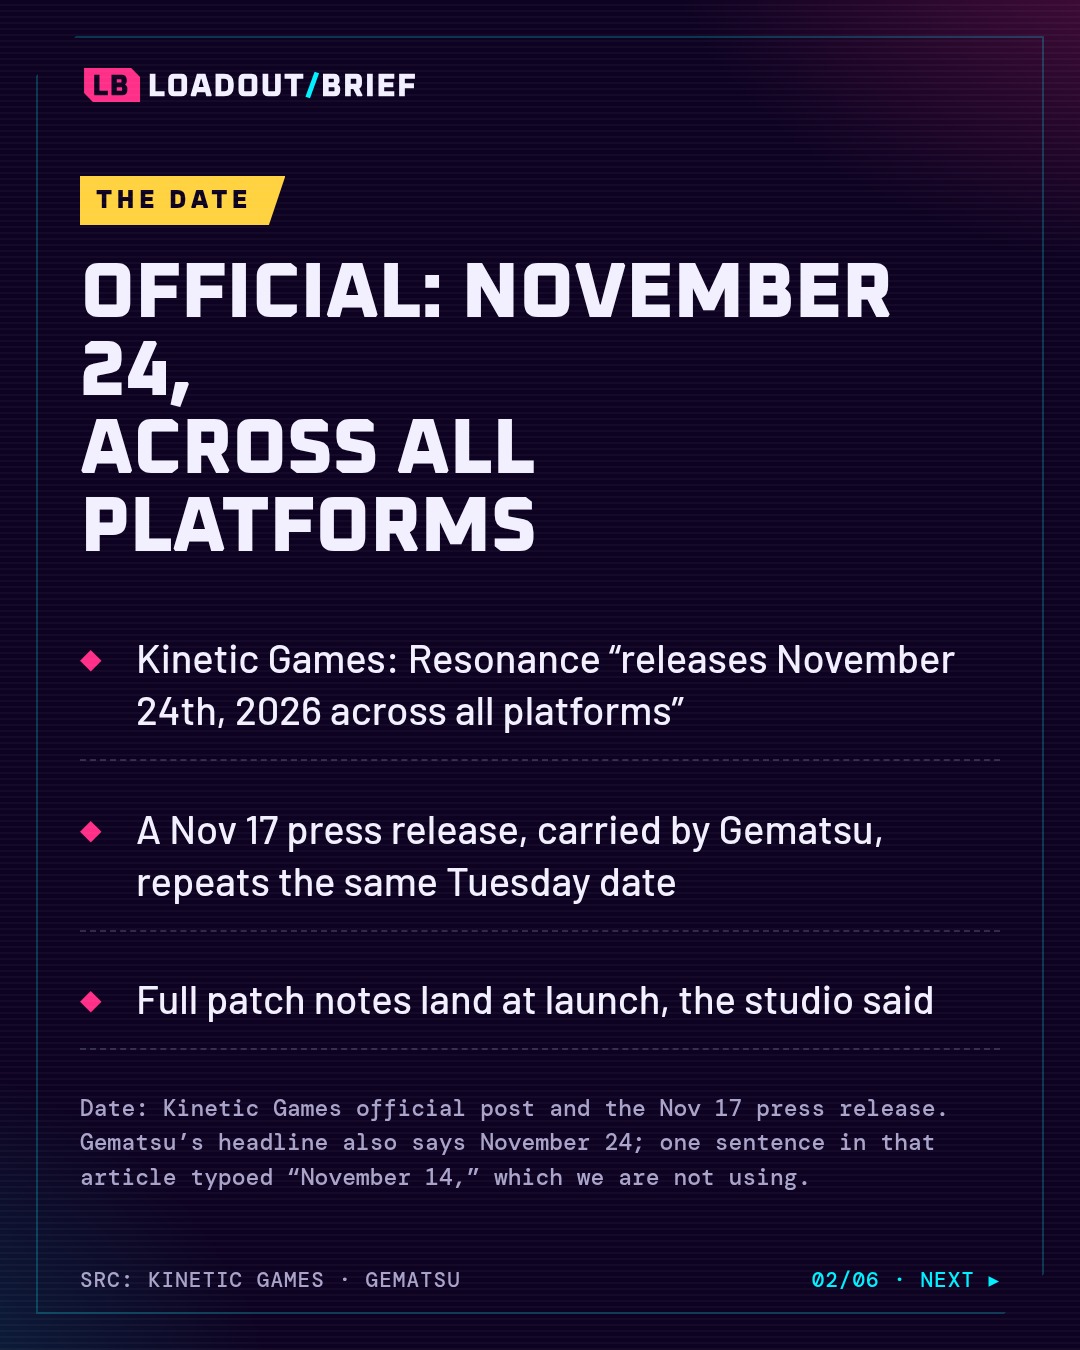 LB LOADOUT/BRIEF
THE DATE
OFFICIAL: NOVEMBER
24,
ACROSS ALL
PLATFORMS
Kinetic Games: Resonance “releases November
24th, 2026 across all platforms”
A Nov 17 press release, carried by Gematsu,
repeats the same Tuesday date
Full patch notes land at launch, the studio said
Date: Kinetic Games official post and the Nov 17 press release.
Gematsu’s headline also says November 24; one sentence in that
article typoed “November 14,” which we are not using.
SRC: KINETIC GAMES · GEMATSU
02/06 · NEXT ▶